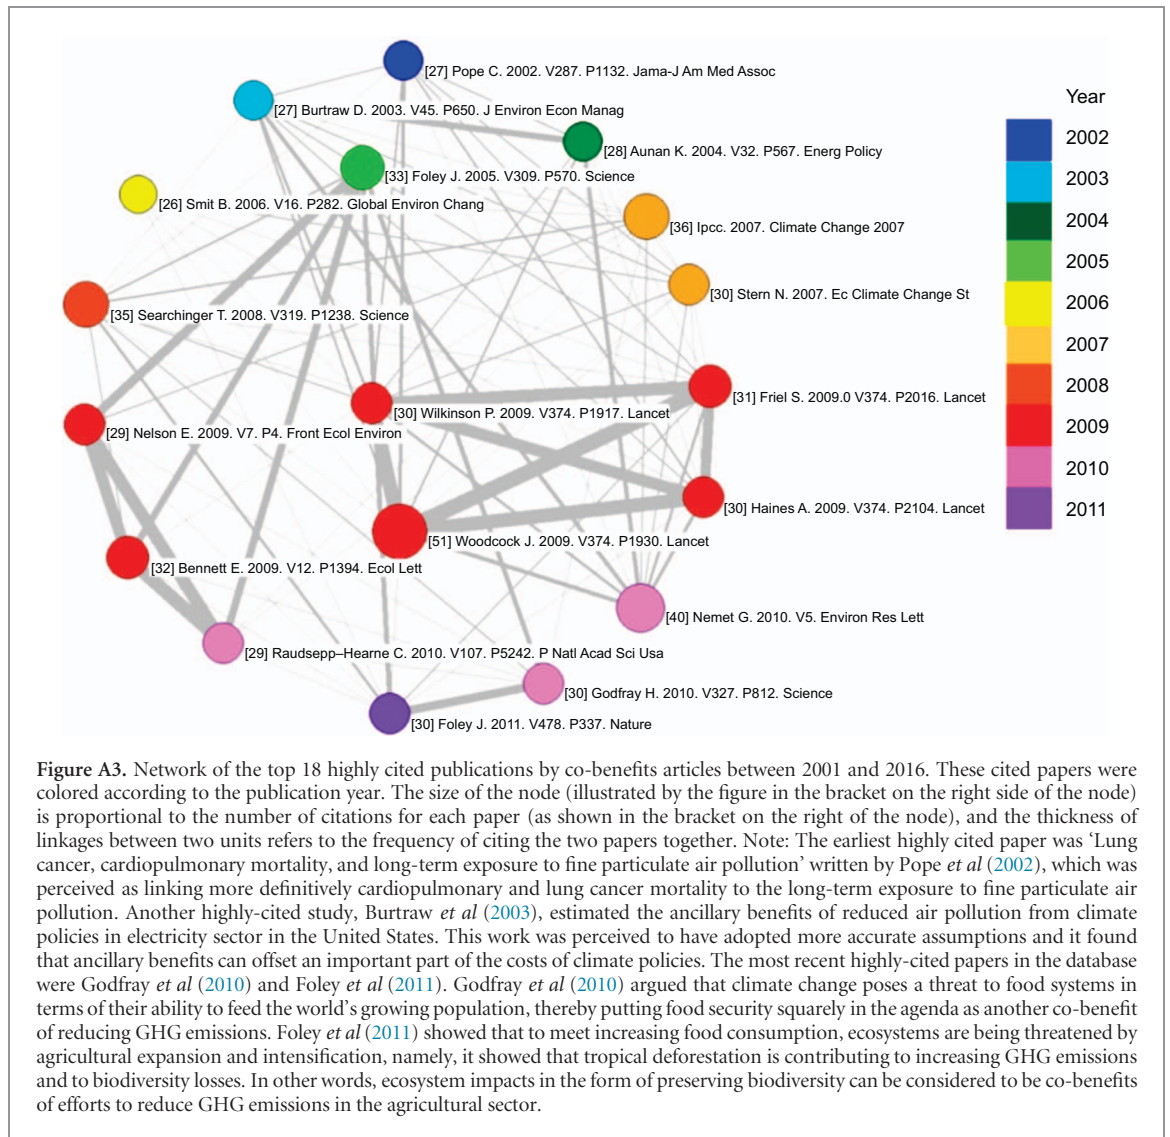 [27] Pope C. 2002. V287. P1132. Jama-J Am Med Assoc
[27] Burtraw D. 2003. V45. P650. J Environ Econ Manag
[28] Aunan K. 2004. V32. P567. Energ Policy
[33] Foley J. 2005. V309. P570. Science
[26] Smit B. 2006. V16. P282. Global Environ Chang
[36] Ipcc. 2007. Climate Change 2007
[30] Stern N. 2007. Ec Climate Change St
[35] Searchinger T. 2008. V319. P1238. Science
[31] Friel S. 2009.0 V374. P2016. Lancet
[30] Wilkinson P. 2009. V374. P1917. Lancet
[29] Nelson E. 2009. V7. P4. Front Ecol Environ
[30] Haines A. 2009. V374. P2104. Lancet
[51] Woodcock J. 2009. V374. P1930. Lancet
[32] Bennett E. 2009. V12. P1394. Ecol Lett
[40] Nemet G. 2010. V5. Environ Res Lett
[29] Raudsepp–Hearne C. 2010. V107. P5242. P Natl Acad Sci Usa
[30] Godfray H. 2010. V327. P812. Science
[30] Foley J. 2011. V478. P337. Nature
Year
2002
2003
2004
2005
2006
2007
2008
2009
2010
2011
Figure A3. Network of the top 18 highly cited publications by co-benefits articles between 2001 and 2016. These cited papers were
colored according to the publication year. The size of the node (illustrated by the figure in the bracket on the right side of the node)
is proportional to the number of citations for each paper (as shown in the bracket on the right of the node), and the thickness of
linkages between two units refers to the frequency of citing the two papers together. Note: The earliest highly cited paper was ‘Lung
cancer, cardiopulmonary mortality, and long-term exposure to fine particulate air pollution’ written by Pope et al (2002), which was
perceived as linking more definitively cardiopulmonary and lung cancer mortality to the long-term exposure to fine particulate air
pollution. Another highly-cited study, Burtraw et al (2003), estimated the ancillary benefits of reduced air pollution from climate
policies in electricity sector in the United States. This work was perceived to have adopted more accurate assumptions and it found
that ancillary benefits can offset an important part of the costs of climate policies. The most recent highly-cited papers in the database
were Godfray et al (2010) and Foley et al (2011). Godfray et al (2010) argued that climate change poses a threat to food systems in
terms of their ability to feed the world’s growing population, thereby putting food security squarely in the agenda as another co-benefit
of reducing GHG emissions. Foley et al (2011) showed that to meet increasing food consumption, ecosystems are being threatened by
agricultural expansion and intensification, namely, it showed that tropical deforestation is contributing to increasing GHG emissions
and to biodiversity losses. In other words, ecosystem impacts in the form of preserving biodiversity can be considered to be co-benefits
of efforts to reduce GHG emissions in the agricultural sector.